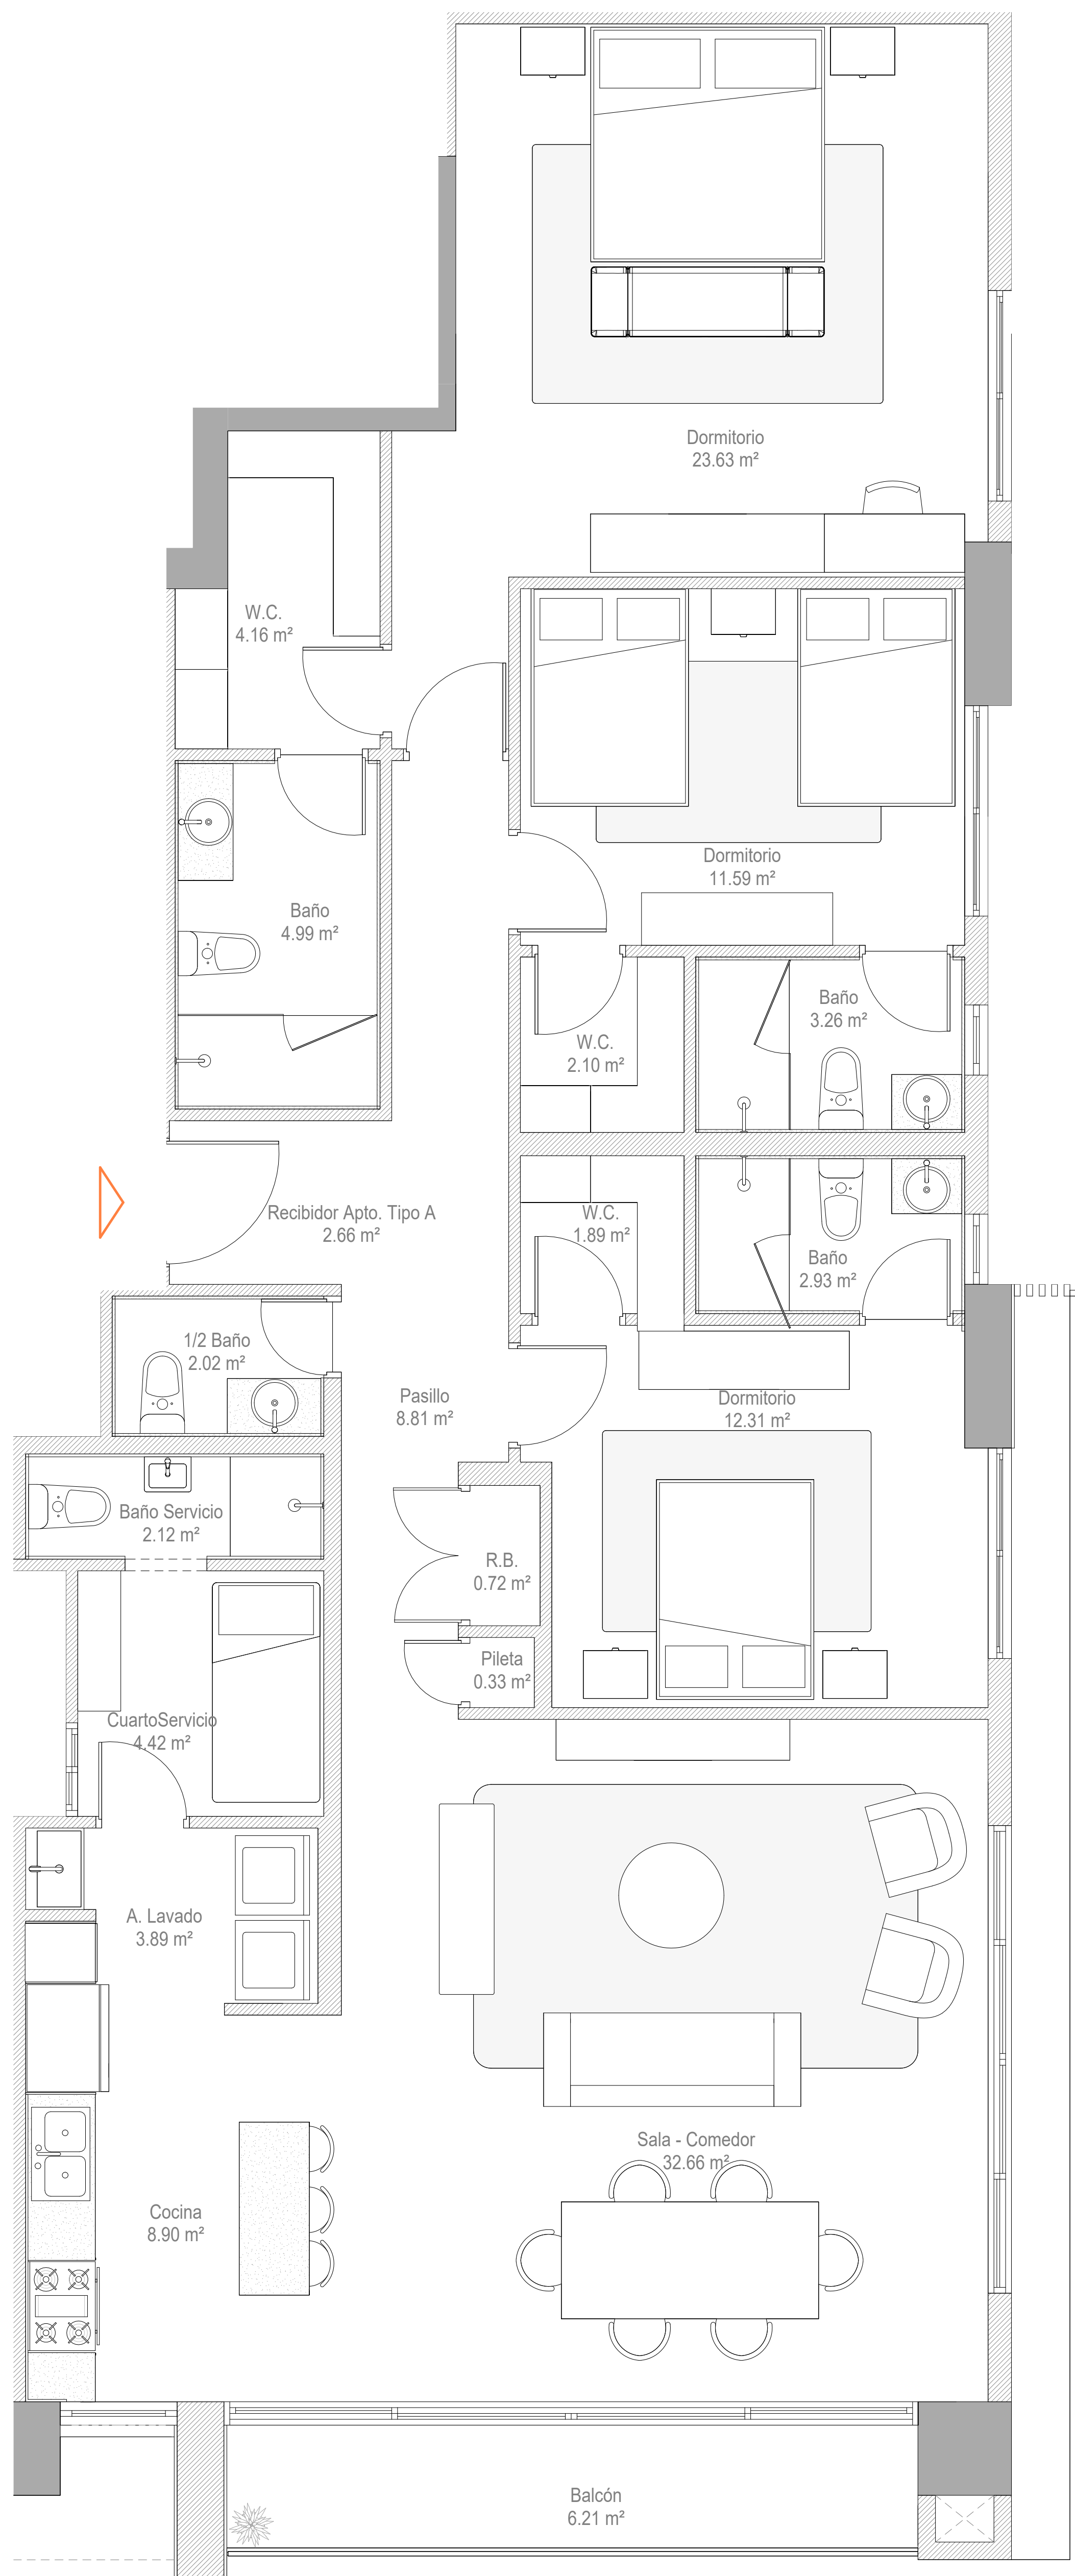 Dormitorio
23.63 m²
W.C.
4.16 m²
Dormitorio
11.59 m²
Baño
4.99 m²
Baño
3.26 m²
W.C.
2.10 m²
Recibidor Apto. Tipo A
2.66 m²
W.C.
1.89 m²
Baño
2.93 m²
1/2 Baño
2.02 m²
Pasillo
8.81 m²
Dormitorio
12.31 m²
Baño Servicio
2.12 m²
R.B.
0.72 m²
Pileta
0.33 m²
CuartoServicio
4.42 m²
A. Lavado
3.89 m²
Sala - Comedor
32.66 m²
Cocina
8.90 m²
Balcón
6.21 m²